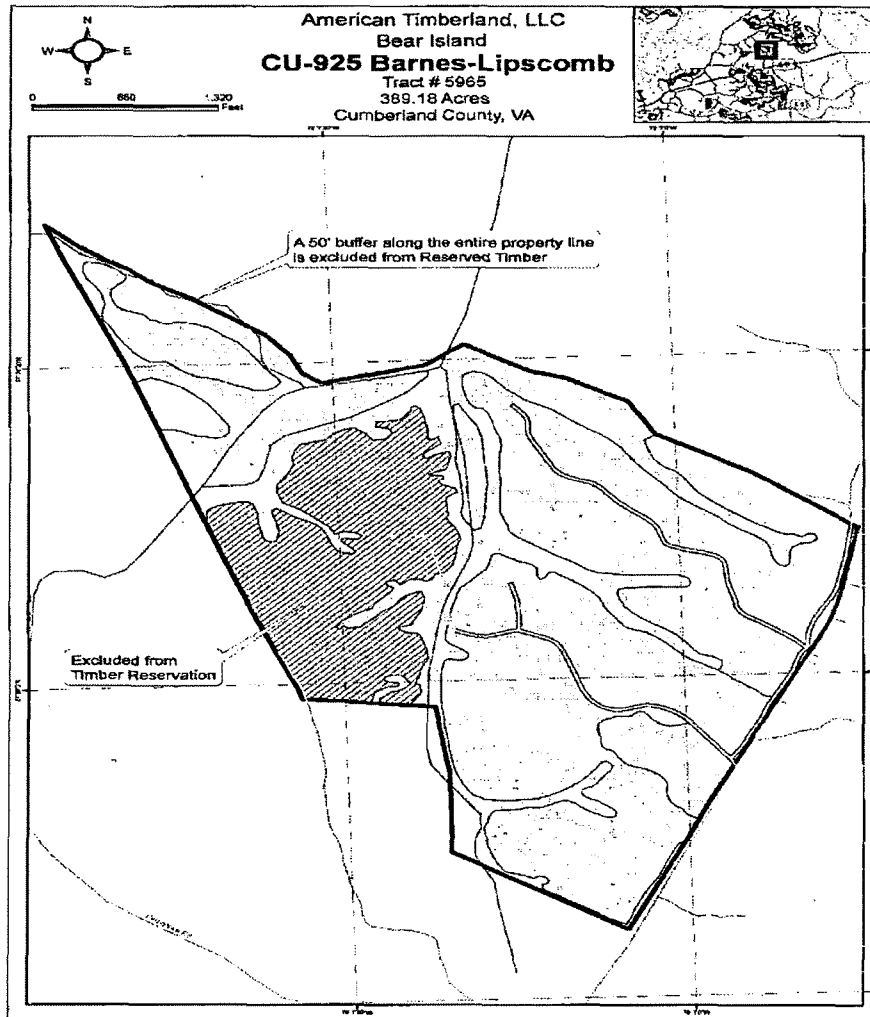 N
W E
S
0 660 1,320
Feet
American Timberland, LLC
Bear Island
CU-925 Barnes-Lipscomb
Tract # 5965
389.18 Acres
Cumberland County, VA
A 50' buffer along the entire property line
is excluded from Reserved Timber
Excluded from
Timber Reservation